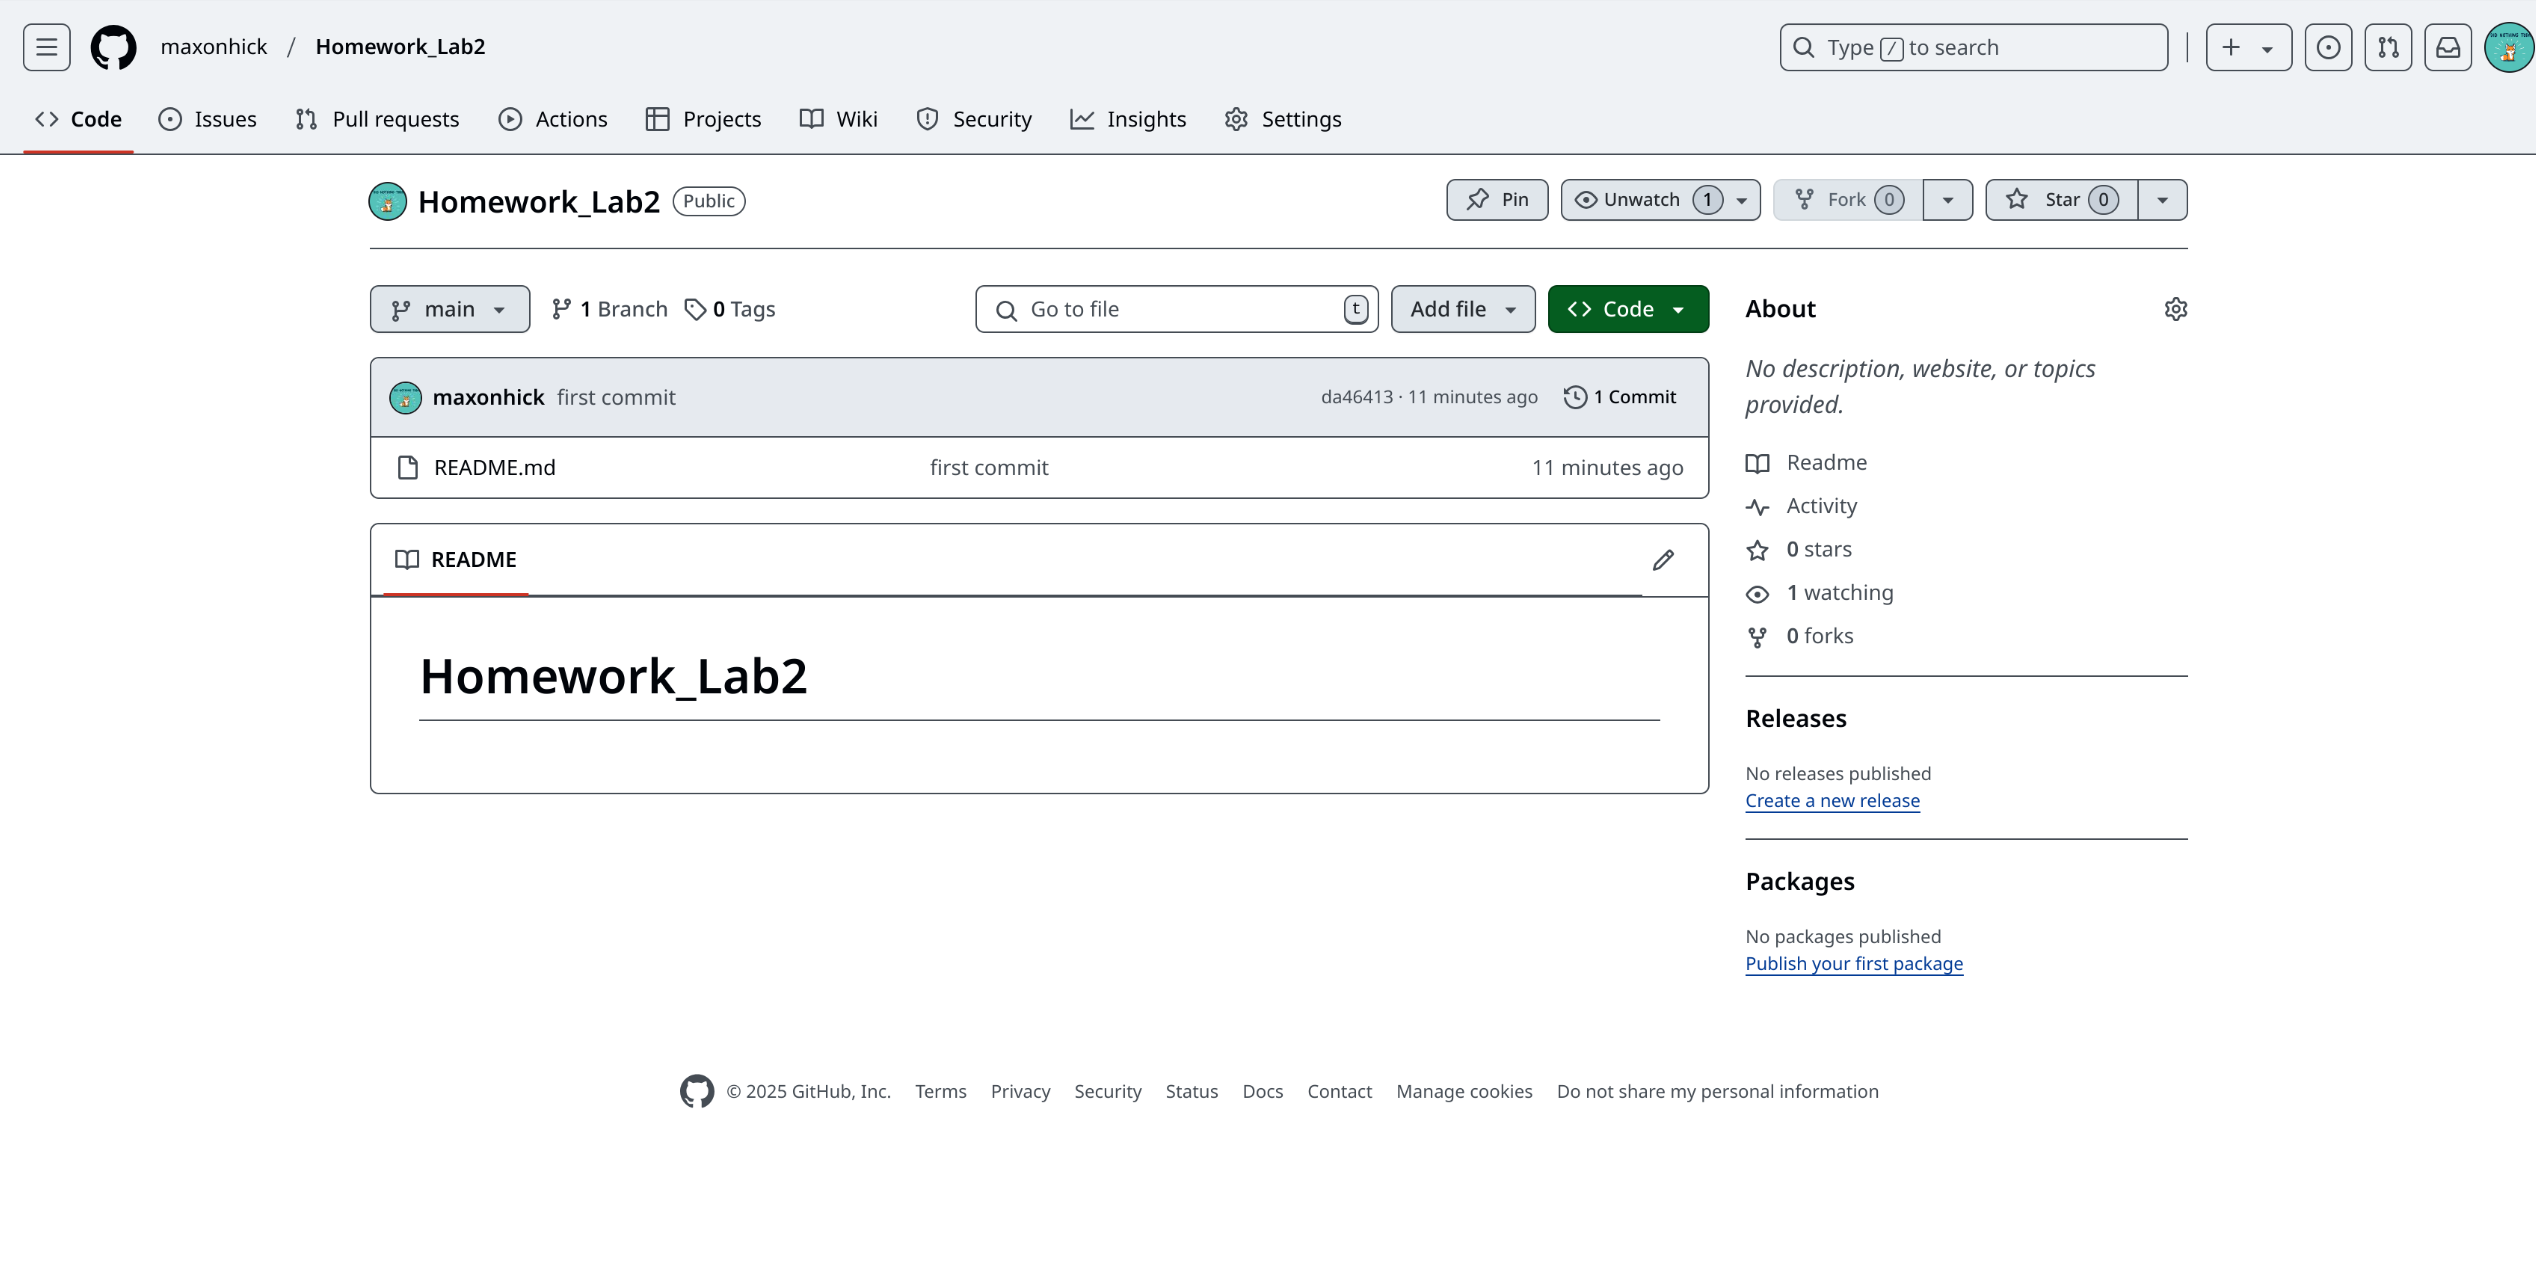 maxonhick / Homework_Lab2
Type / to search
Code Issues Pull requests Actions Projects Wiki Security Insights Settings
Homework_Lab2 Public
Pin Unwatch 1 Fork 0 Star 0
main 1 Branch 0 Tags Go to file t Add file Code
maxonhick first commit da46413 · 11 minutes ago 1 Commit
README.md first commit 11 minutes ago
README
Homework_Lab2
About
No description, website, or topics
provided.
Readme
Activity
0 stars
1 watching
0 forks
Releases
No releases published
Create a new release
Packages
No packages published
Publish your first package
© 2025 GitHub, Inc. Terms Privacy Security Status Docs Contact Manage cookies Do not share my personal information